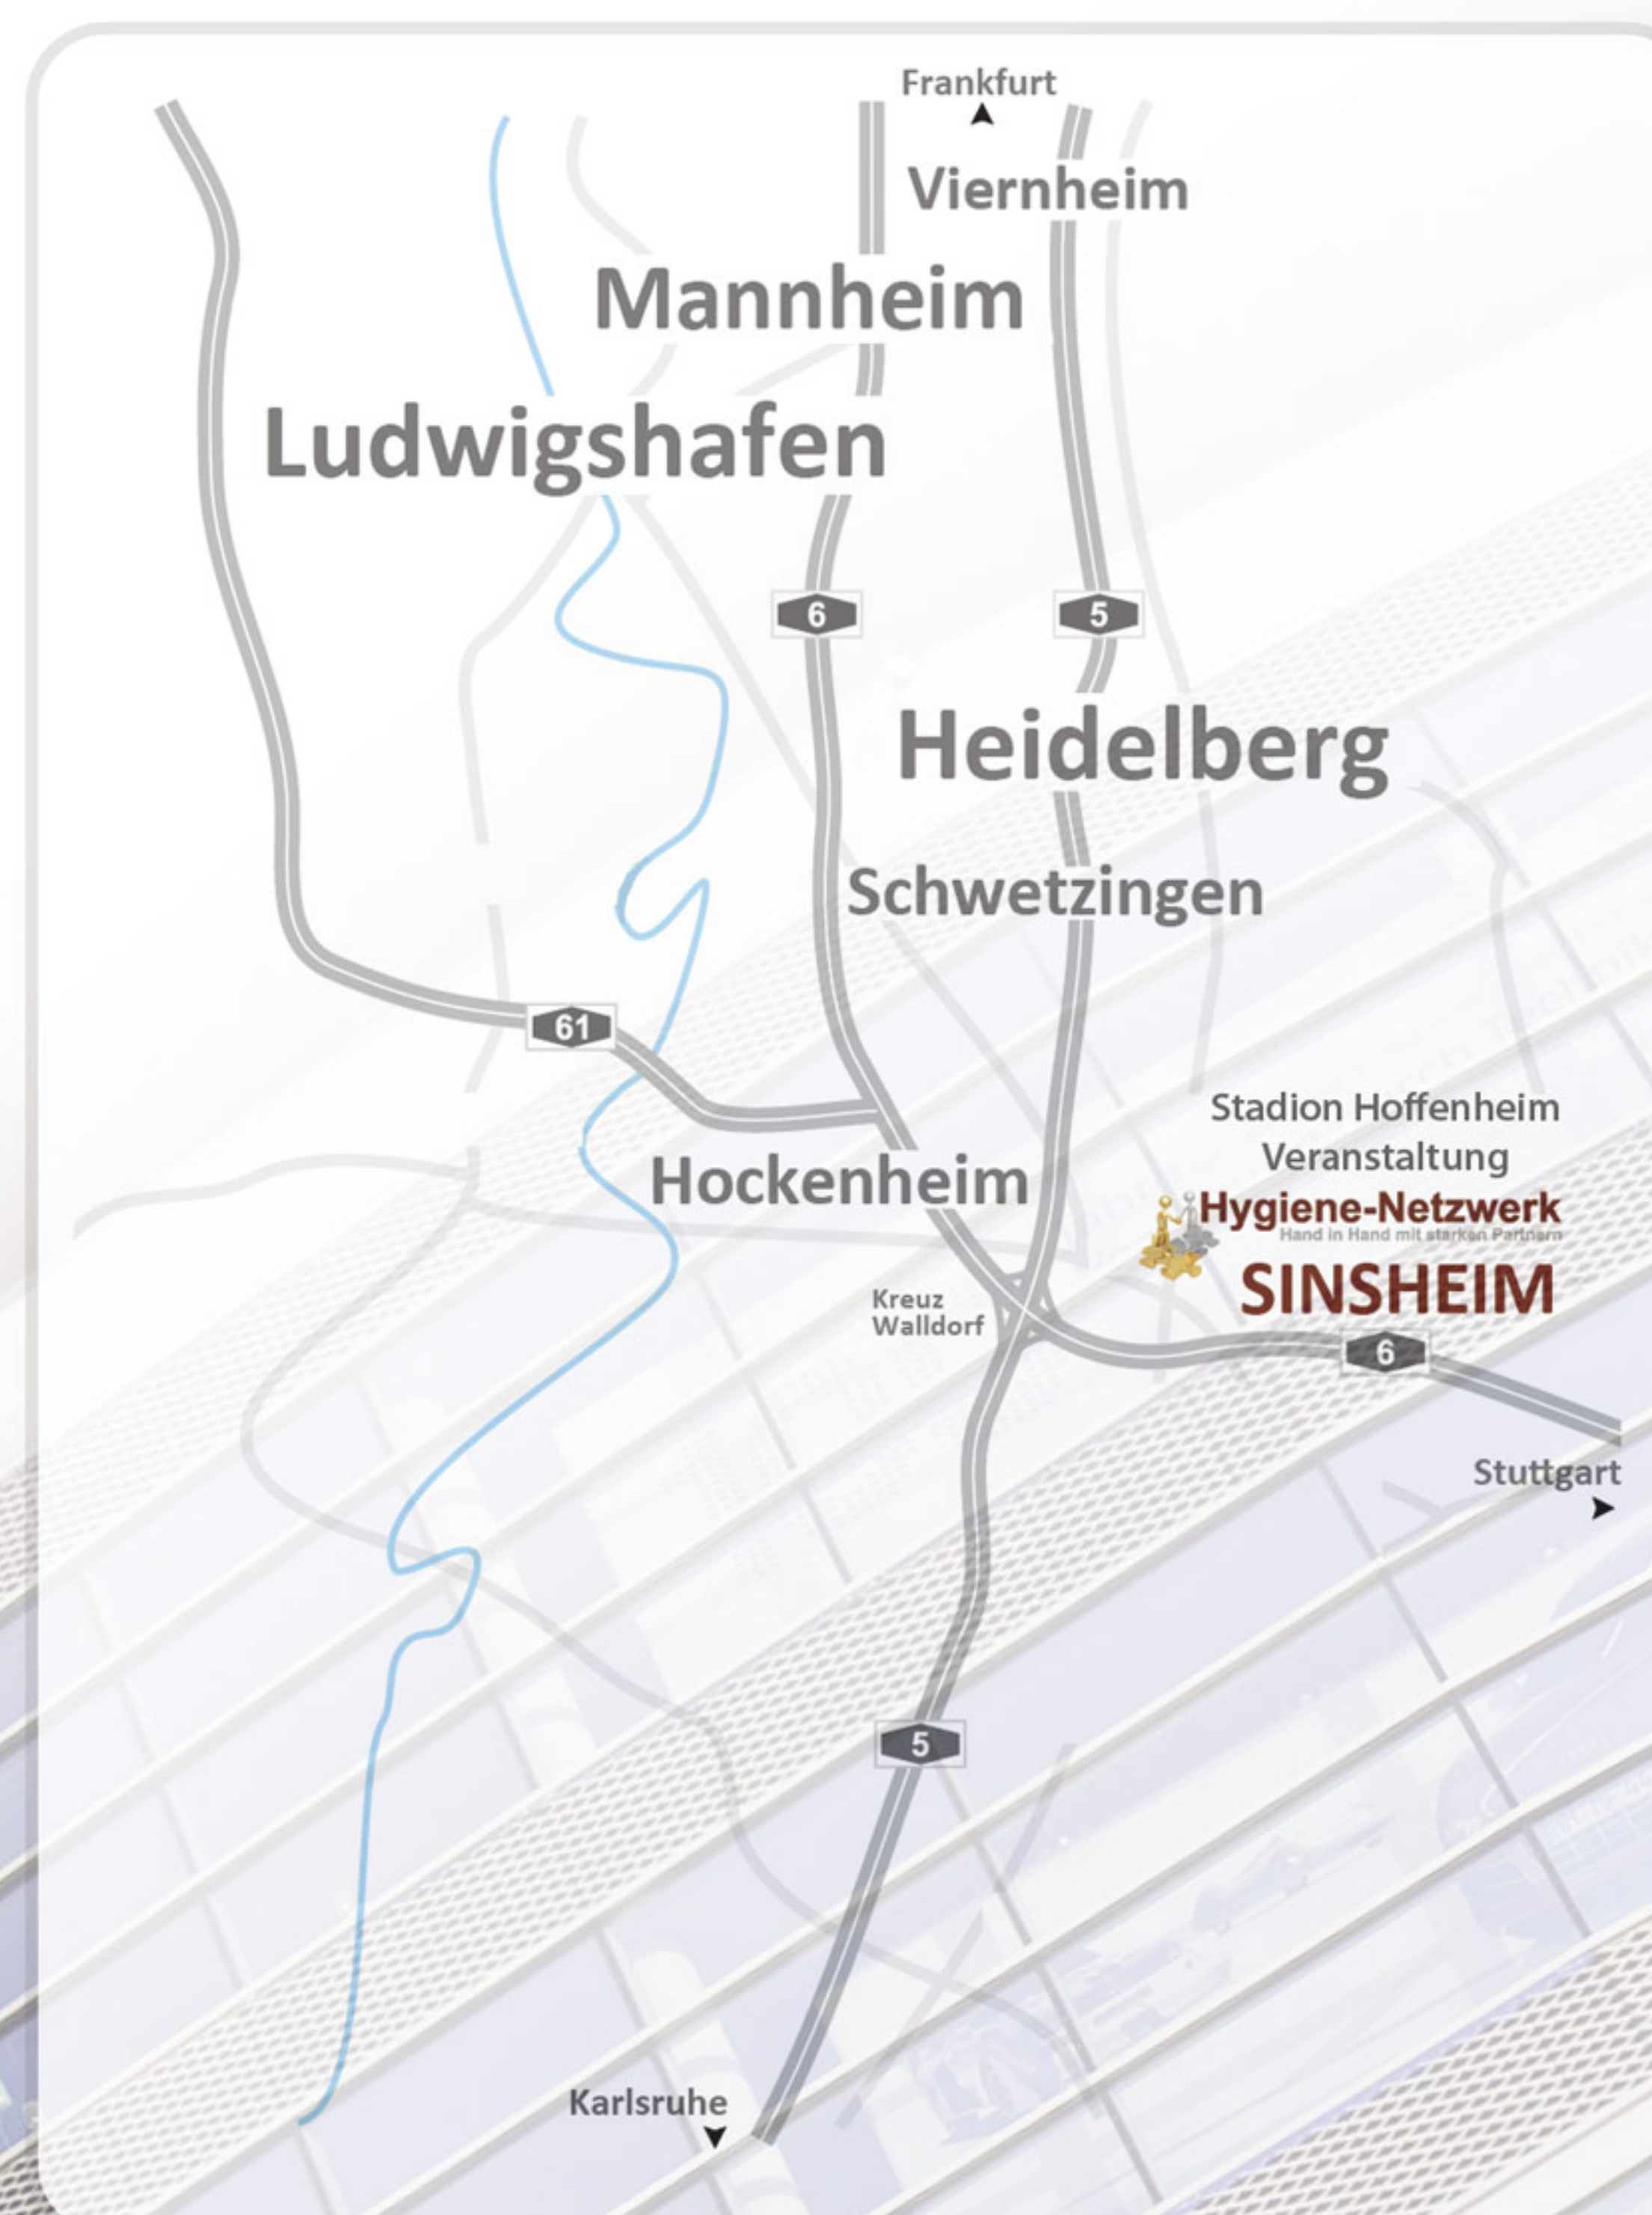 Frankfurt
Viernheim
Mannheim
Ludwigshafen
6
5
Heidelberg
Schwetzingen
61
Stadion Hoffenheim
Veranstaltung
Hygiene-Netzwerk
Hand in Hand mit starken Partnern
SINSHEIM
Hockenheim
Kreuz
Walldorf
6
Stuttgart
5
Karlsruhe